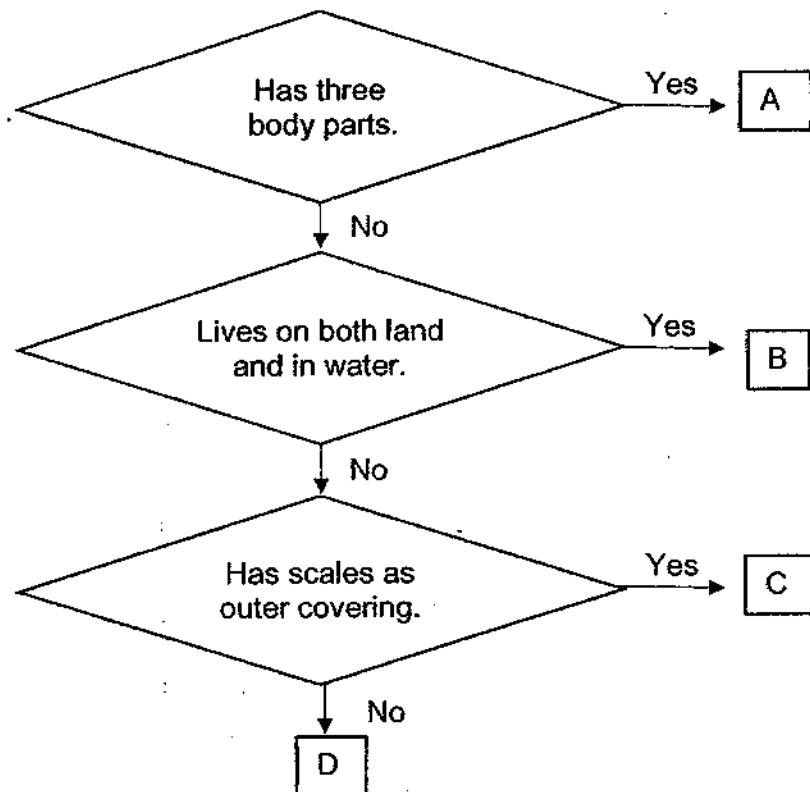 Has three
body parts.
Yes
A
No
Lives on both land
and in water.
Yes
B
No
Has scales as
outer covering.
Yes
C
No
D